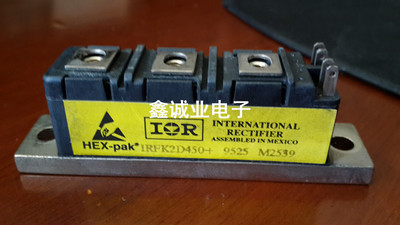 鑫诚业电子
IOR
INTERNATIONAL
RECTIFIER
ASSEMBLED IN MEXICO
HEX-pak®
IRFK2D450+ 9525 M2539